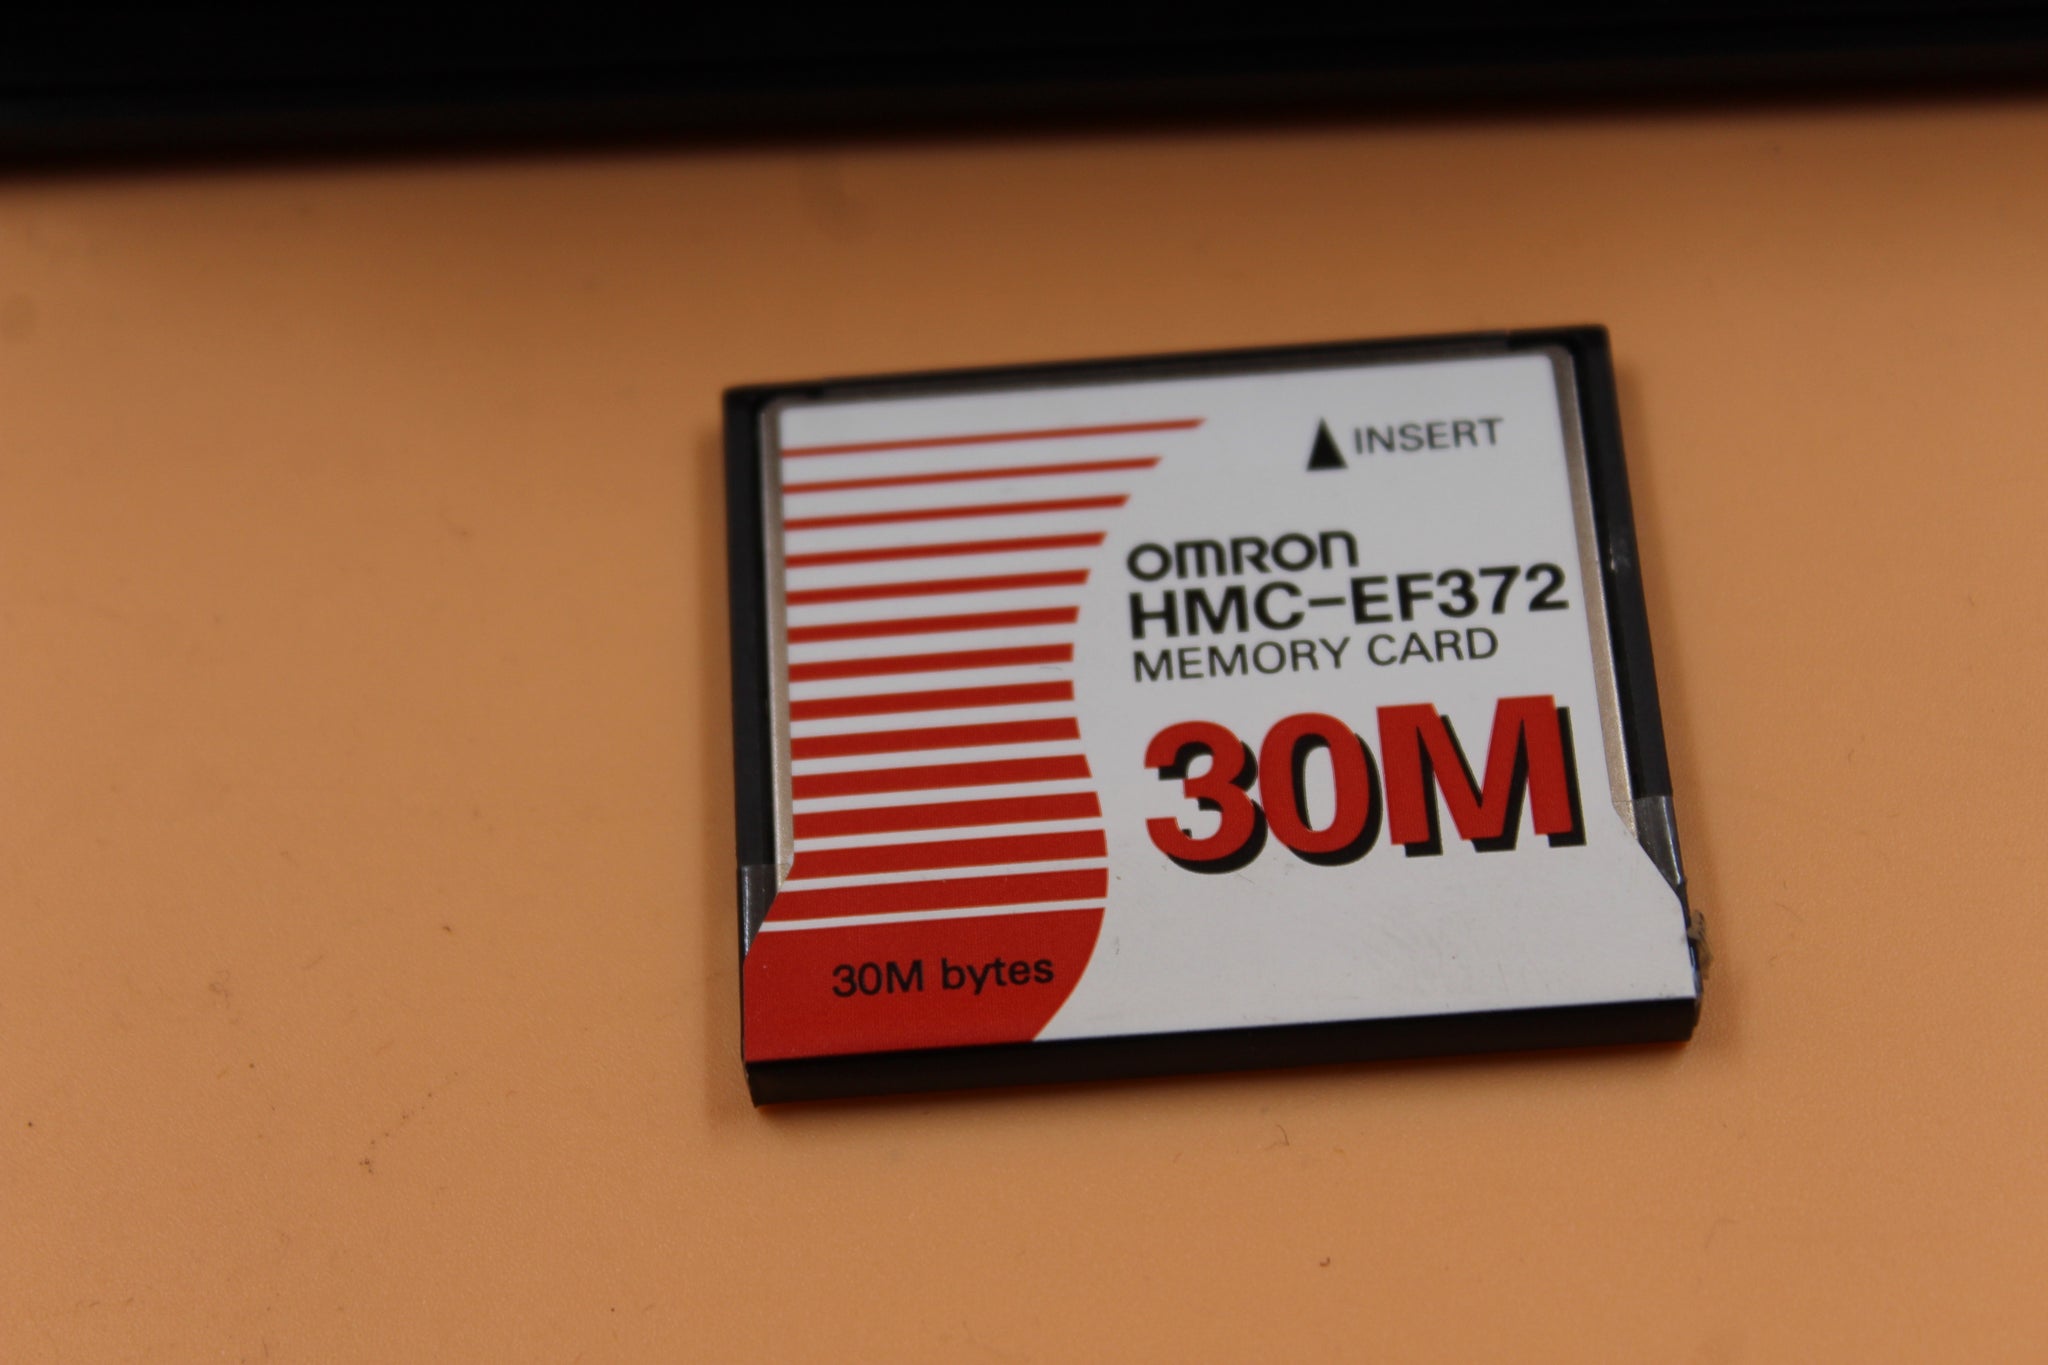 ▲INSERT
OMRON
HMC-EF372
MEMORY CARD
30M
30M bytes